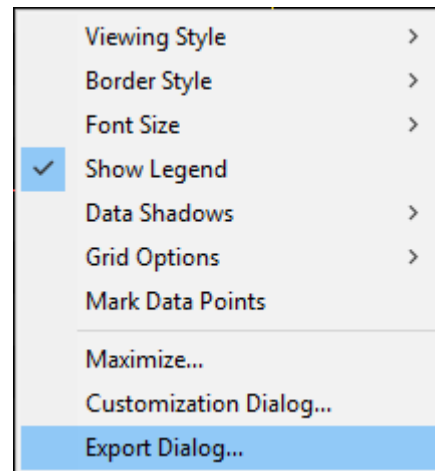 Viewing Style
Border Style
Font Size
Show Legend
Data Shadows
Grid Options
Mark Data Points
Maximize...
Customization Dialog...
Export Dialog...